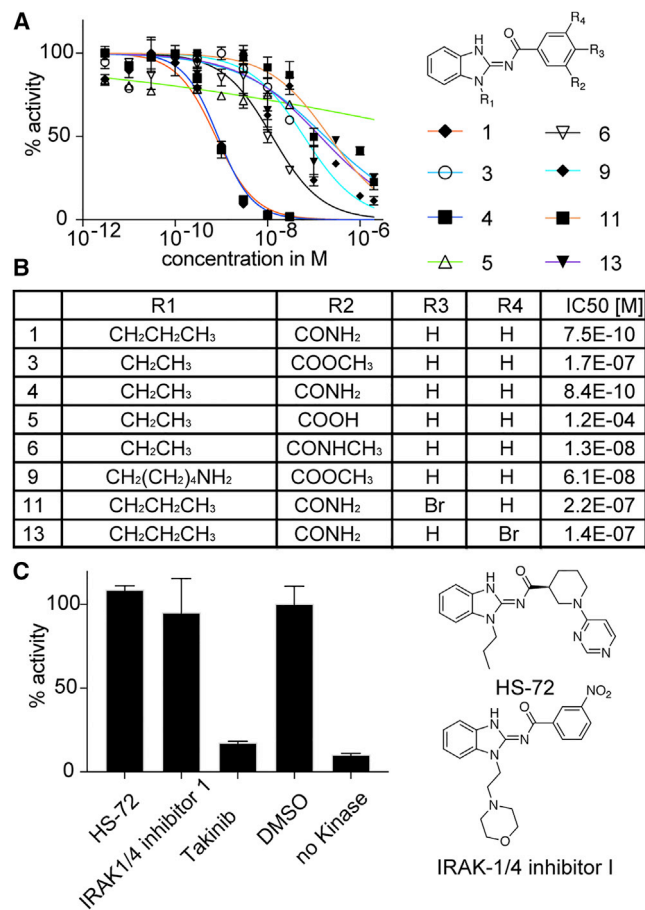 A
% activity
100
50
0
10⁻¹²
10⁻¹⁰
10⁻⁸
10⁻⁶
concentration in M
HN
O
N
N
R₁
R₂
R₃
R₄
1
6
3
9
4
11
5
13
B
R1 R2 R3 R4 IC50 [M]
1 CH₂CH₂CH₃ CONH₂ H H 7.5E-10
3 CH₂CH₃ COOCH₃ H H 1.7E-07
4 CH₂CH₃ CONH₂ H H 8.4E-10
5 CH₂CH₃ COOH H H 1.2E-04
6 CH₂CH₃ CONHCH₃ H H 1.3E-08
9 CH₂(CH₂)₄NH₂ COOCH₃ H H 6.1E-08
11 CH₂CH₂CH₃ CONH₂ Br H 2.2E-07
13 CH₂CH₂CH₃ CONH₂ H Br 1.4E-07
C
% activity
100
50
0
HS-72
IRAK1/4 inhibitor 1
Takinib
DMSO
no Kinase
HN
O
N
N
N
N
N
HS-72
HN
O
NO₂
N
N
N
O
IRAK-1/4 inhibitor I